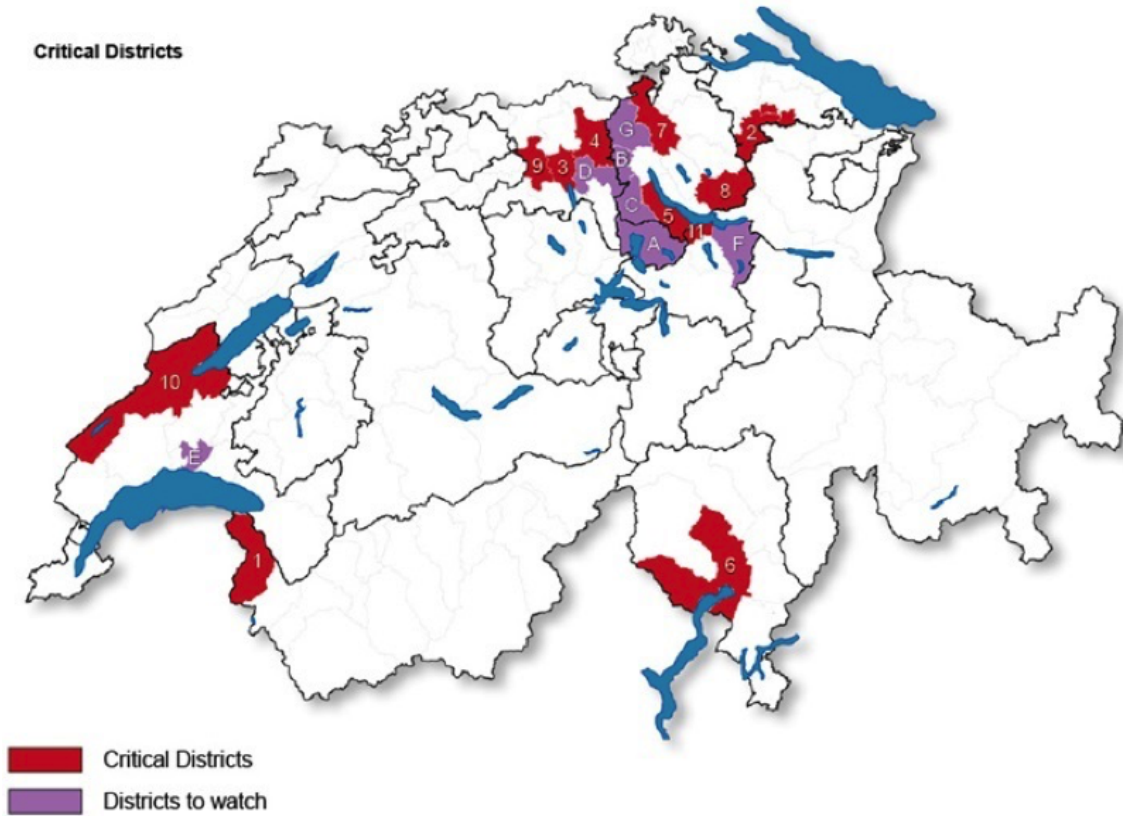 Critical Districts
2
4
G
7
B
9
3
D
8
C
5
11
A
F
10
E
1
6
Critical Districts
Districts to watch